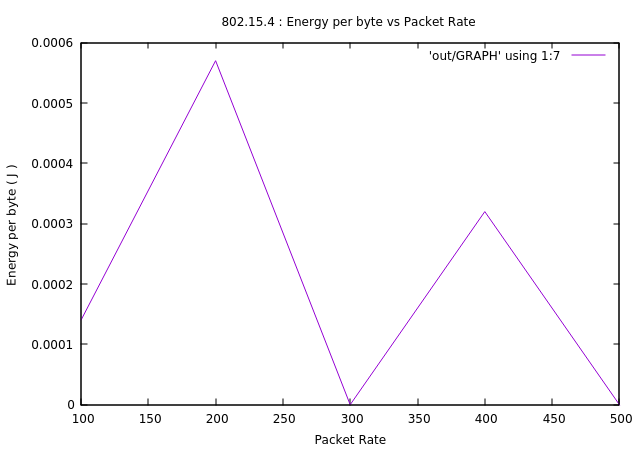 802.15.4 : Energy per byte vs Packet Rate
'out/GRAPH' using 1:7
Energy per byte ( J )
0.0006
0.0005
0.0004
0.0003
0.0002
0.0001
0
100 150 200 250 300 350 400 450 500
Packet Rate